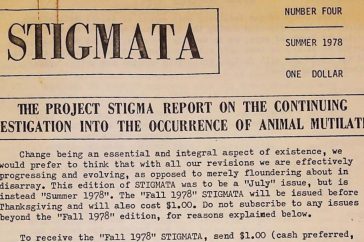 NUMBER FOUR
STIGMATA
SUMMER 1978
ONE DOLLAR
THE PROJECT STIGMA REPORT ON THE CONTINUING
ESTIGATION INTO THE OCCURRENCE OF ANIMAL MUTILAT
Change being an essential and integral aspect of existence, we
would prefer to think that with all our revisions we are effectively
progressing and evolving, as opposed to merely floundering about in
disarray. This edition of STIGMATA was to be a "July" issue, but is
instead "Summer 1978". The "Fall 1978" STIGMATA will be issued before
Thanksgiving and will also cost $1.00. Do not subscribe to any issues
beyond the "Fall 1978" edition, for reasons explained below.
To receive the "Fall 1978" STIGMATA, send $1.00 (cash preferred,